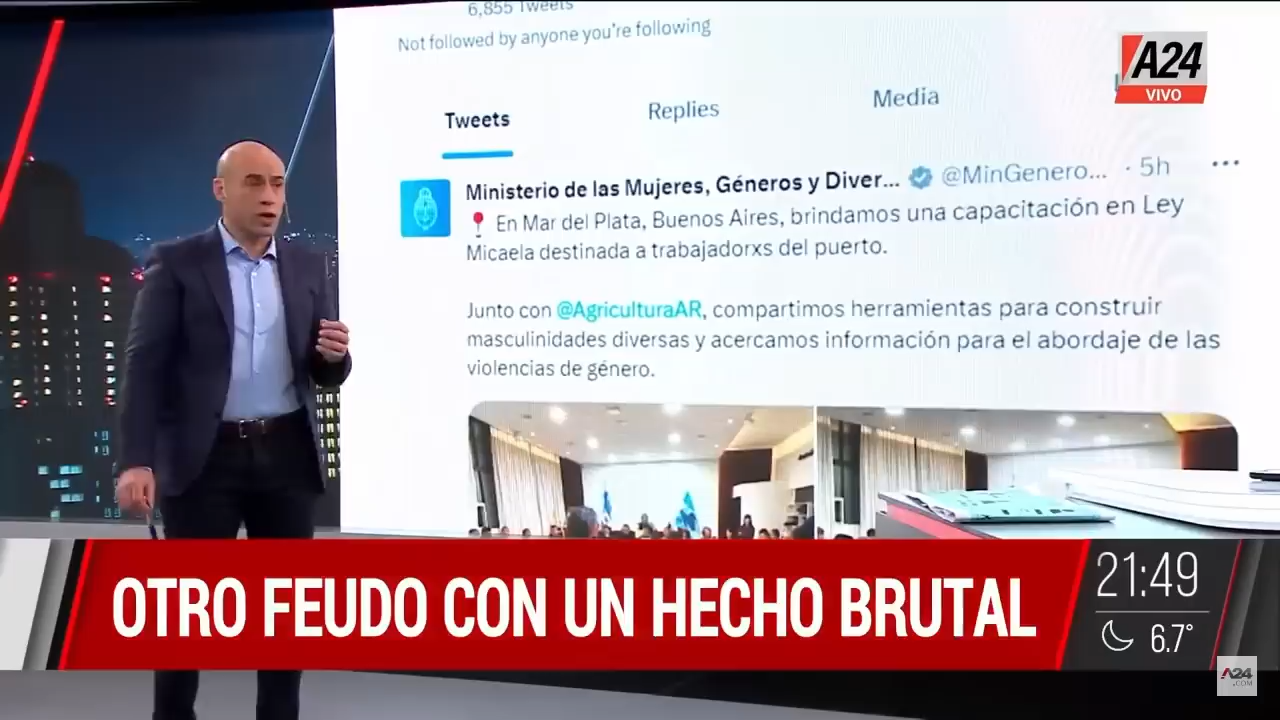 6,855 Tweets
Not followed by anyone you're following
A24
VIVO
Tweets
Replies
Media
Ministerio de las Mujeres, Géneros y Diver... @MinGenero... · 5h
En Mar del Plata, Buenos Aires, brindamos una capacitación en Ley
Micaela destinada a trabajadorxs del puerto.
Junto con @AgriculturaAR, compartimos herramientas para construir
masculinidades diversas y acercamos información para el abordaje de las
violencias de género.
OTRO FEUDO CON UN HECHO BRUTAL
21:49
6.7°
A24
.COM